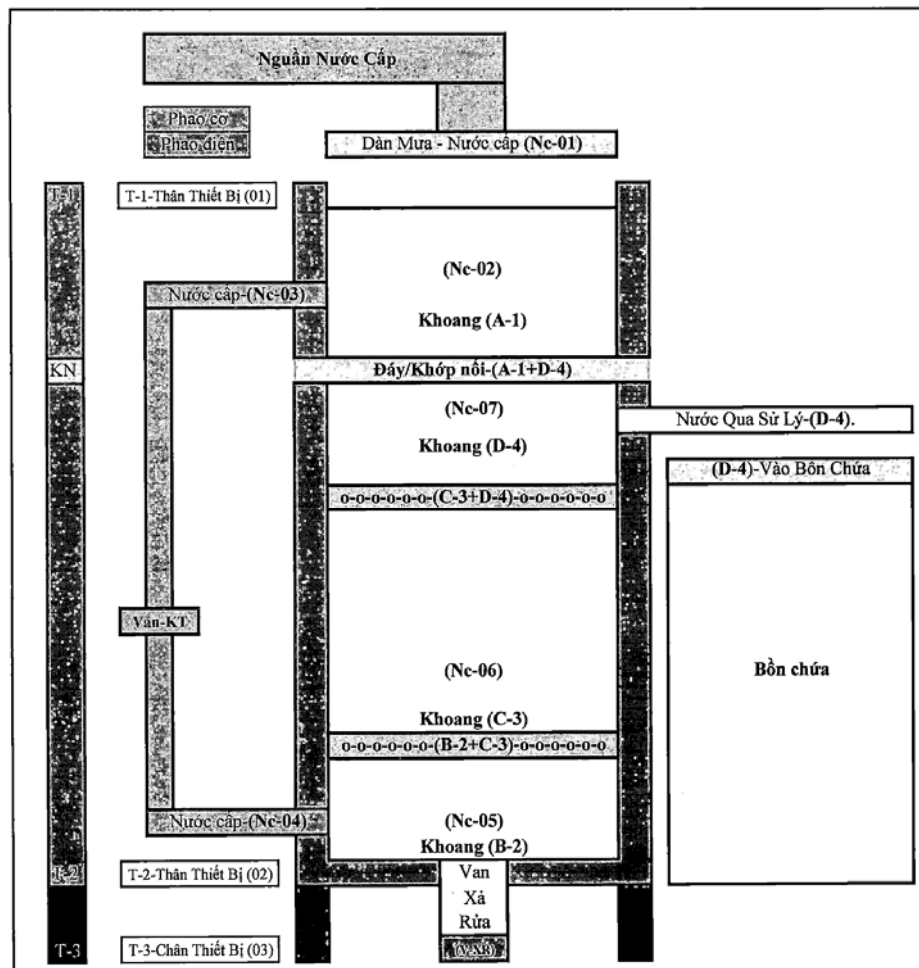 Nguần Nước Cấp
Phao cơ
Phao điện
Dàn Mưa - Nước cấp (Nc-01)
T-1
T-1-Thân Thiết Bị (01)
(Nc-02)
Nước cấp-(Nc-03)
Khoang (A-1)
KN
Đáy/Khớp nối-(A-1+D-4)
(Nc-07)
Nước Qua Sử Lý-(D-4).
Khoang (D-4)
(D-4)-Vào Bồn Chứa
o-o-o-o-o-o-(C-3+D-4)-o-o-o-o-o-o
Van-KT
(Nc-06)
Bồn chứa
Khoang (C-3)
o-o-o-o-o-o-(B-2+C-3)-o-o-o-o-o-o
Nước cấp-(Nc-04)
(Nc-05)
Khoang (B-2)
T-2
T-2-Thân Thiết Bị (02)
Van
Xả
Rửa
T-3
T-3-Chân Thiết Bị (03)
(V-XR)